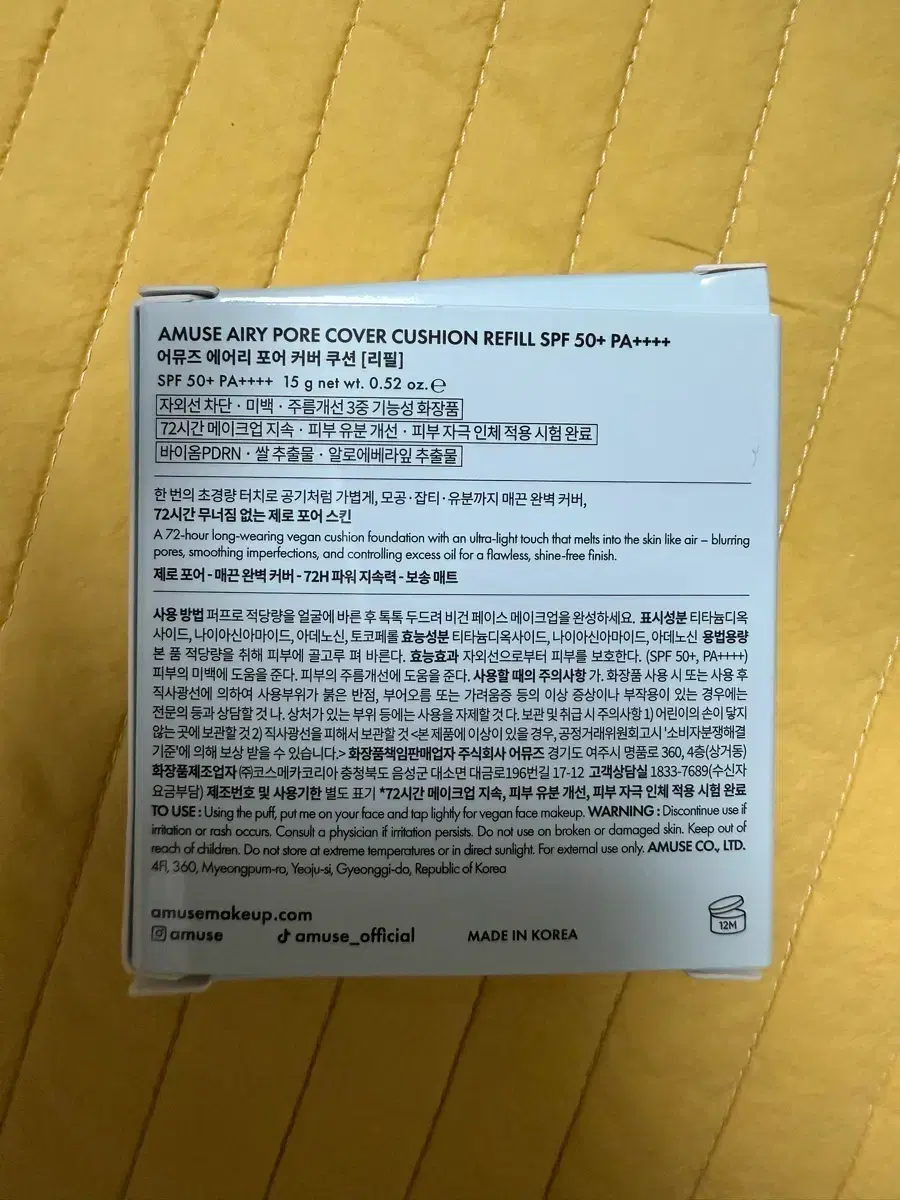 AMUSE AIRY PORE COVER CUSHION REFILL SPF 50+ PA++++
어뮤즈 에어리 포어 커버 쿠션 [리필]
SPF 50+ PA++++ 15 g net wt. 0.52 oz.℮
자외선 차단 · 미백 · 주름개선 3중 기능성 화장품
72시간 메이크업 지속 · 피부 유분 개선 · 피부 자극 인체 적용 시험 완료
바이옴PDRN · 쌀 추출물 · 알로에베라잎 추출물
한 번의 초경량 터치로 공기처럼 가볍게, 모공·잡티·유분까지 매끈 완벽 커버,
72시간 무너짐 없는 제로 포어 스킨
A 72-hour long-wearing vegan cushion foundation with an ultra-light touch that melts into the skin like air – blurring
pores, smoothing imperfections, and controlling excess oil for a flawless, shine-free finish.
제로 포어 - 매끈 완벽 커버 - 72H 파워 지속력 - 보송 매트
사용 방법 퍼프로 적당량을 얼굴에 바른 후 톡톡 두드려 비건 페이스 메이크업을 완성하세요. 표시성분 티타늄디옥
사이드, 나이아신아마이드, 아데노신, 토코페롤 효능성분 티타늄디옥사이드, 나이아신아마이드, 아데노신 용법용량
본 품 적당량을 취해 피부에 골고루 펴 바른다. 효능효과 자외선으로부터 피부를 보호한다. (SPF 50+, PA++++)
피부의 미백에 도움을 준다. 피부의 주름개선에 도움을 준다. 사용할 때의 주의사항 가. 화장품 사용 시 또는 사용 후
직사광선에 의하여 사용부위가 붉은 반점, 부어오름 또는 가려움증 등의 이상 증상이나 부작용이 있는 경우에는
전문의 등과 상담할 것 나. 상처가 있는 부위 등에는 사용을 자제할 것 다. 보관 및 취급 시 주의사항 1) 어린이의 손이 닿지
않는 곳에 보관할 것 2) 직사광선을 피해서 보관할 것 <본 제품에 이상이 있을 경우, 공정거래위원회고시 '소비자분쟁해결
기준'에 의해 보상 받을 수 있습니다.> 화장품책임판매업자 주식회사 어뮤즈 경기도 여주시 명품로 360, 4층(상거동)
화장품제조업자 ㈜코스메카코리아 충청북도 음성군 대소면 대금로196번길 17-12 고객상담실 1833-7689(수신자
요금부담) 제조번호 및 사용기한 별도 표기 *72시간 메이크업 지속, 피부 유분 개선, 피부 자극 인체 적용 시험 완료
TO USE : Using the puff, put me on your face and tap lightly for vegan face makeup. WARNING : Discontinue use if
irritation or rash occurs. Consult a physician if irritation persists. Do not use on broken or damaged skin. Keep out of
reach of children. Do not store at extreme temperatures or in direct sunlight. For external use only. AMUSE CO., LTD.
4F, 360, Myeongpum-ro, Yeoju-si, Gyeonggi-do, Republic of Korea
amusemakeup.com
amuse amuse_official MADE IN KOREA
12M